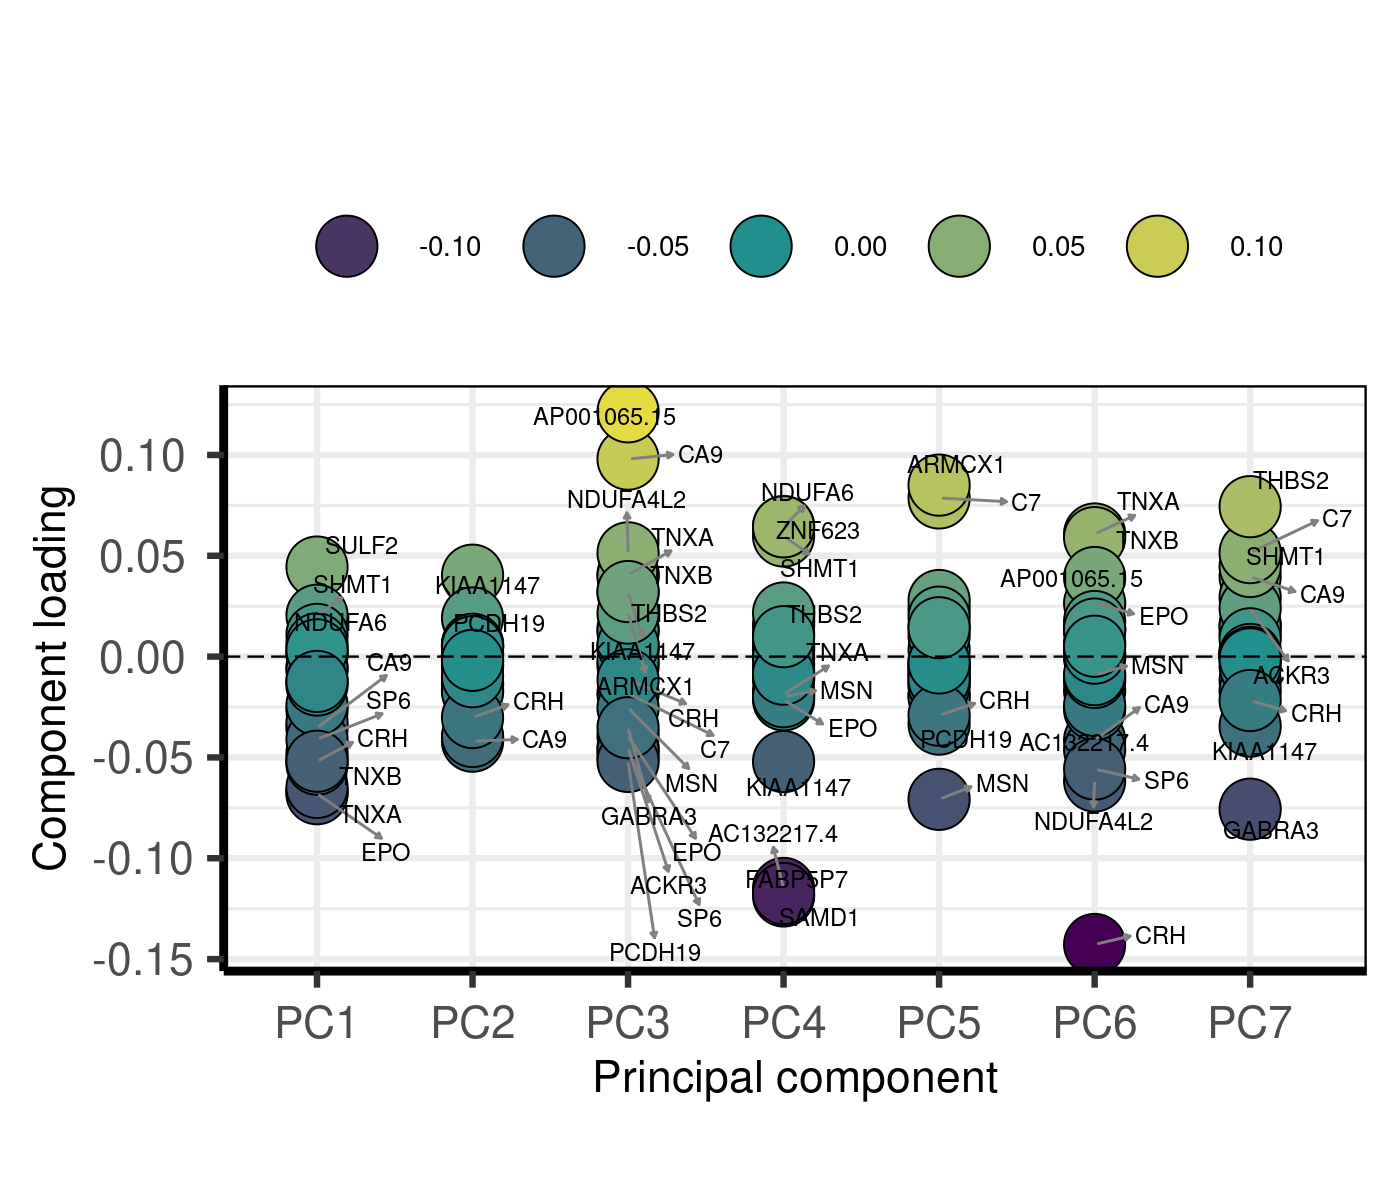 -0.10 -0.05 0.00 0.05 0.10
Component loading
0.10
0.05
0.00
-0.05
-0.10
-0.15
SULF2
SHMT1
NDUFA6
CA9
SP6
CRH
TNXB
TNXA
EPO
KIAA1147
PCDH19
CRH
CA9
AP001065.15
CA9
NDUFA4L2
TNXA
TNXB
THBS2
KIAA1147
ARMCX1
CRH
C7
MSN
GABRA3
EPO
ACKR3
SP6
PCDH19
NDUFA6
ZNF623
SHMT1
THBS2
TNXA
MSN
EPO
KIAA1147
AC132217.4
FABP5P7
SAMD1
ARMCX1
C7
CRH
PCDH19
MSN
TNXA
TNXB
AP001065.15
EPO
MSN
CA9
AC132217.4
SP6
NDUFA4L2
CRH
THBS2
C7
SHMT1
CA9
ACKR3
CRH
KIAA1147
GABRA3
PC1 PC2 PC3 PC4 PC5 PC6 PC7
Principal component